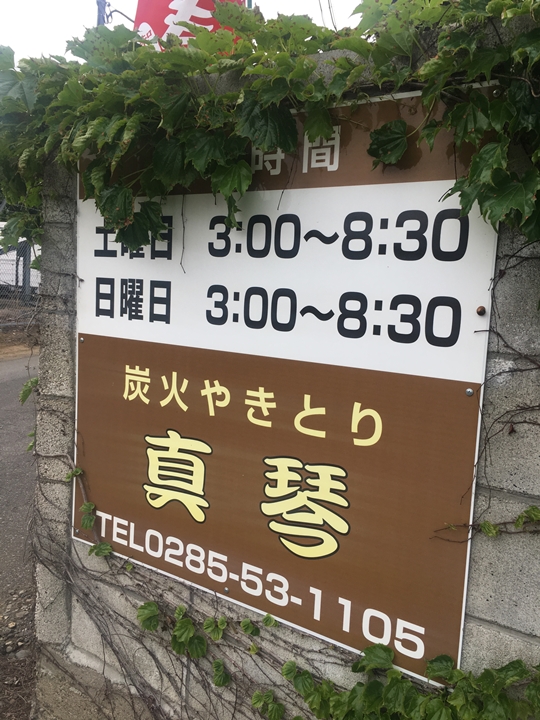 時間
土曜日 3:00〜8:30
日曜日 3:00〜8:30
炭火やきとり
真琴
TEL0285-53-1105